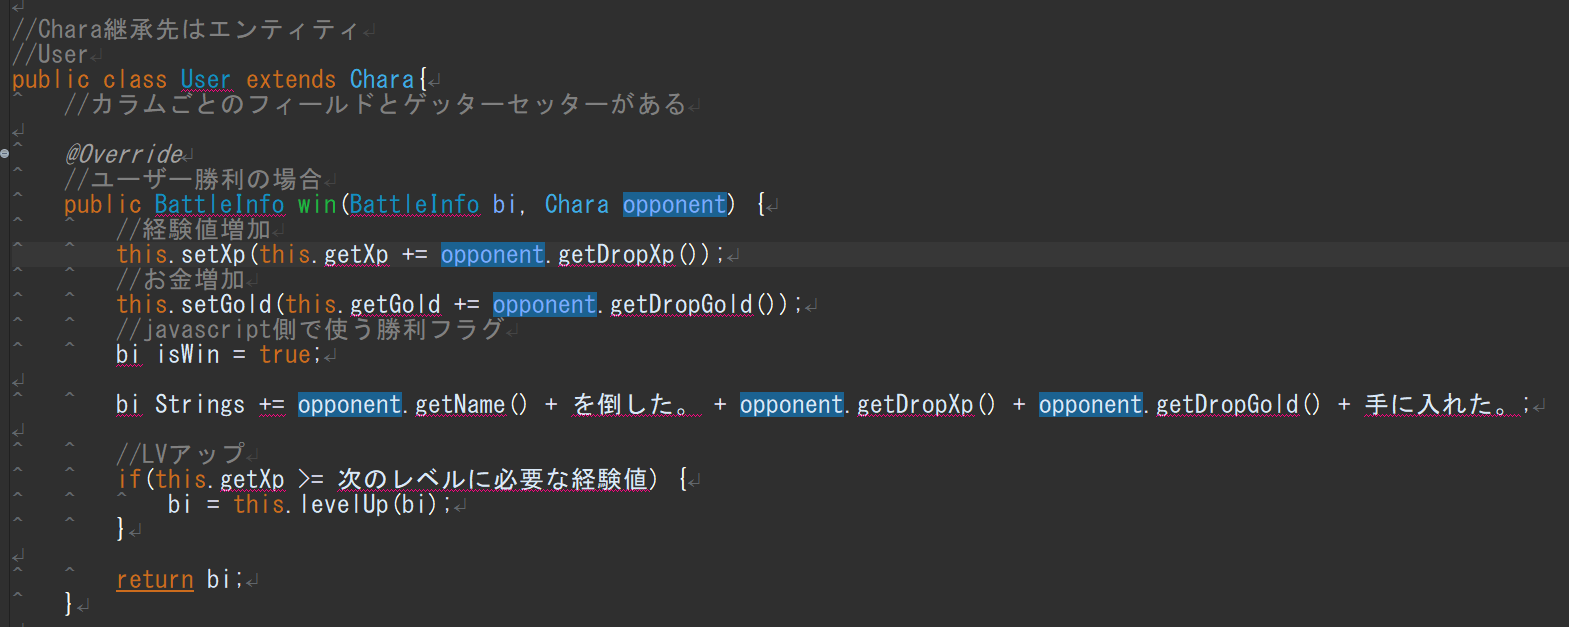 //Chara継承先はエンティティ
//User
public class User extends Chara{
//カラムごとのフィールドとゲッターセッターがある
@Override
//ユーザー勝利の場合
public BattleInfo win(BattleInfo bi, Chara opponent) {
//経験値増加
this.setXp(this.getXp += opponent.getDropXp());
//お金増加
this.setGold(this.getGold += opponent.getDropGold());
//javascript側で使う勝利フラグ
bi isWin = true;
bi Strings += opponent.getName() + を倒した。 + opponent.getDropXp() + opponent.getDropGold() + 手に入れた。;
//LVアップ
if(this.getXp >= 次のレベルに必要な経験値) {
bi = this.levelUp(bi);
}
return bi;
}